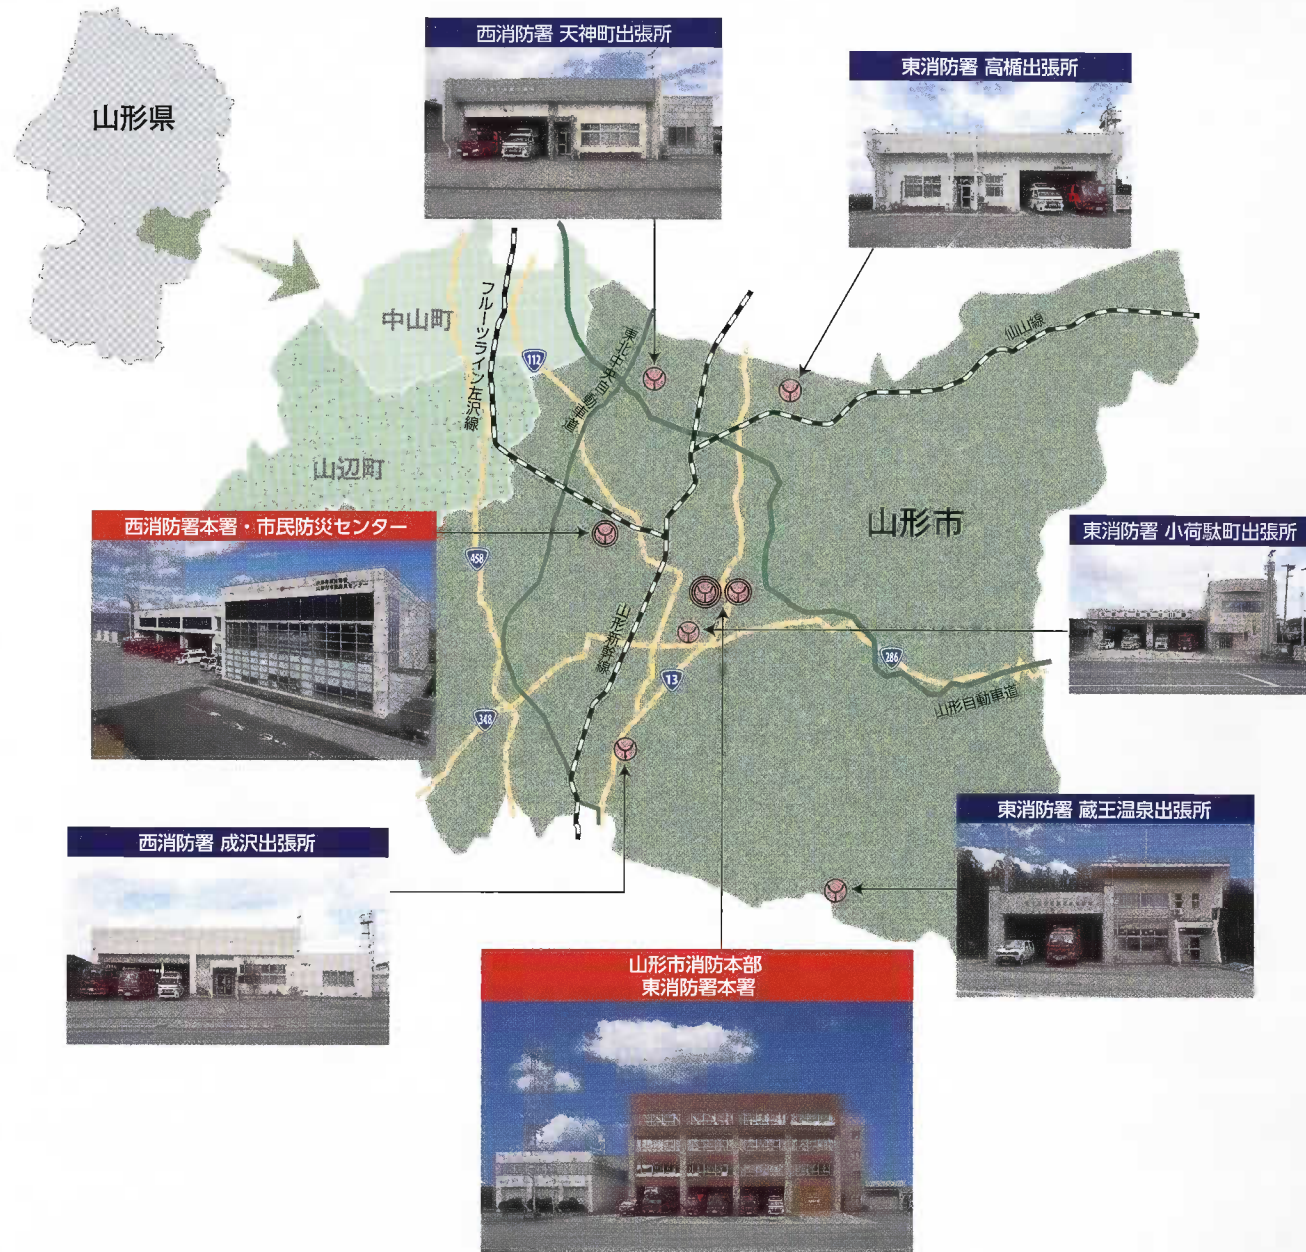 西消防署 天神町出張所
東消防署 高楯出張所
山形県
中山町
フルーツライン左沢線
112
東北中央自動車道
仙山線
山辺町
山形市
西消防署本署・市民防災センター
東消防署 小荷駄町出張所
458
山形新幹線
286
13
山形自動車道
348
東消防署 蔵王温泉出張所
西消防署 成沢出張所
山形市消防本部
東消防署本署